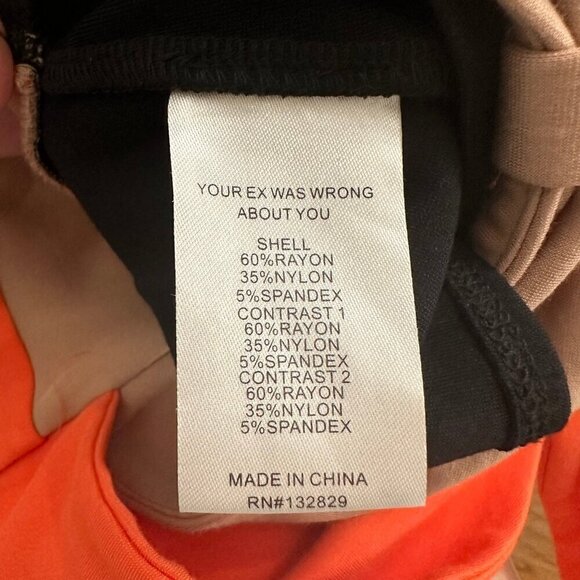 YOUR EX WAS WRONG
ABOUT YOU
SHELL
60%RAYON
35%NYLON
5%SPANDEX
CONTRAST 1
60%RAYON
35%NYLON
5%SPANDEX
CONTRAST 2
60%RAYON
35%NYLON
5%SPANDEX
MADE IN CHINA
RN#132829